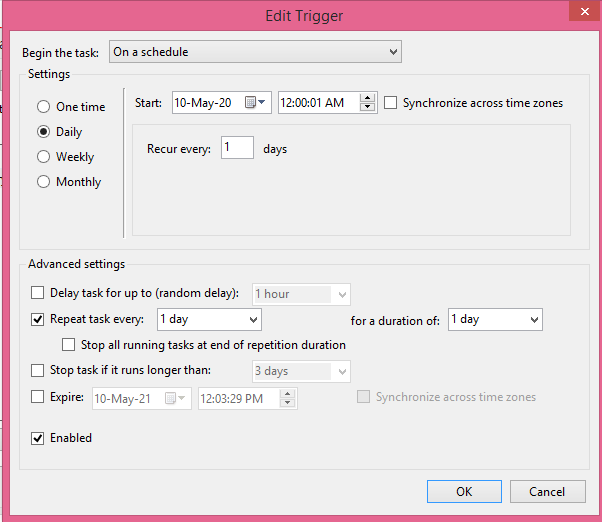 Edit Trigger
Begin the task: On a schedule
Settings
One time
Daily
Weekly
Monthly
Start: 10-May-20 12:00:01 AM Synchronize across time zones
Recur every: 1 days
Advanced settings
Delay task for up to (random delay): 1 hour
Repeat task every: 1 day for a duration of: 1 day
Stop all running tasks at end of repetition duration
Stop task if it runs longer than: 3 days
Expire: 10-May-21 12:03:29 PM Synchronize across time zones
Enabled
OK Cancel